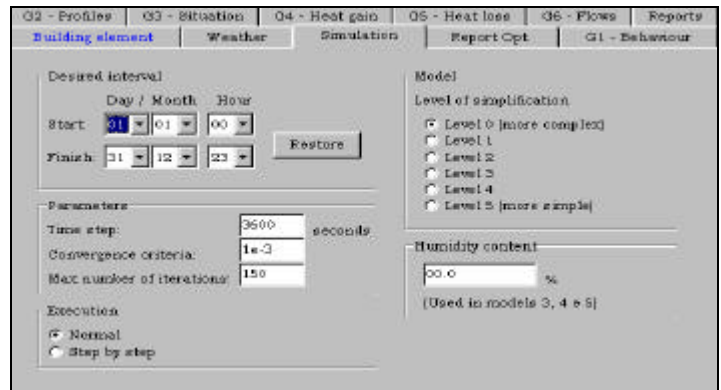 G2 - Profiles G3 - Situation G4 - Heat gain G5 - Heat loss G6 - Flows Reports
Building element Weather Simulation Report Opt. G1 - Behaviour
Desired interval
Day / Month Hour
Start: 01 01 00
Finish: 31 12 23
Restore
Parameters
Time step: 3600 seconds
Convergence criteria: 1e-3
Max number of iterations: 150
Execution
Normal
Step by step
Model
Level of simplification
Level 0 (more complex)
Level 1
Level 2
Level 3
Level 4
Level 5 (more simple)
Humidity content
00.0 %
(Used in models 3, 4 e 5)